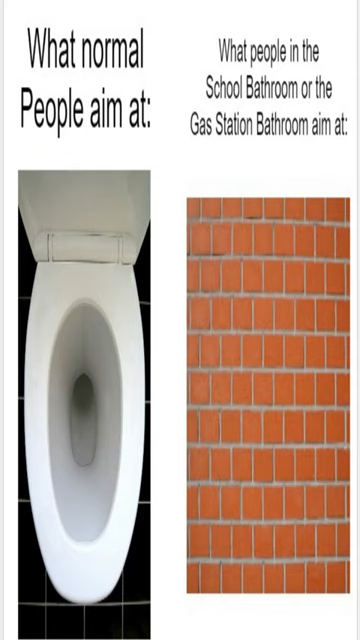 What normal
People aim at:
What people in the
School Bathroom or the
Gas Station Bathroom aim at: